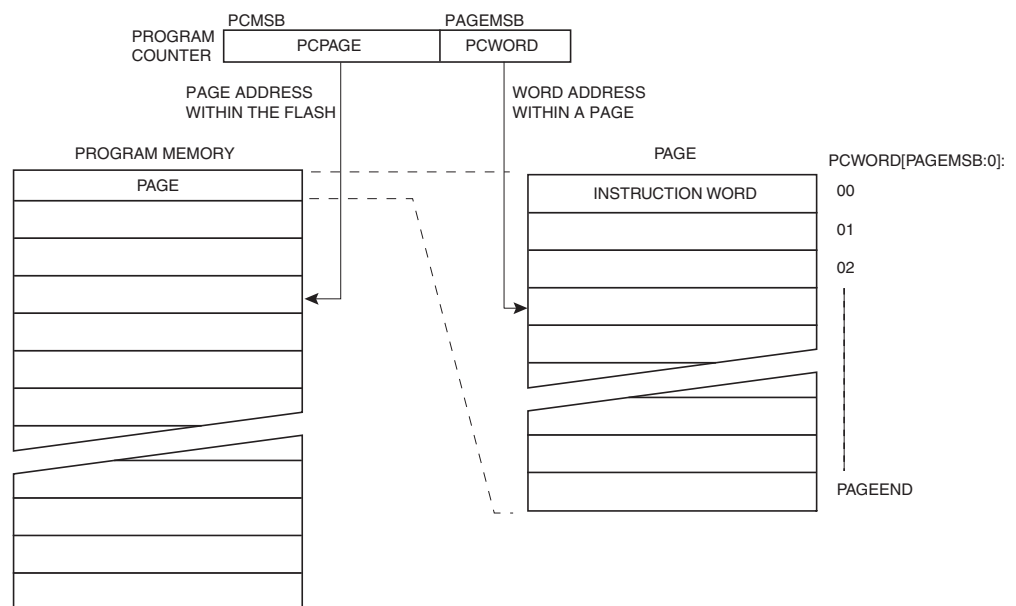 PCMSB
PAGEMSB
PROGRAM
COUNTER
PCPAGE
PCWORD
PAGE ADDRESS
WITHIN THE FLASH
WORD ADDRESS
WITHIN A PAGE
PROGRAM MEMORY
PAGE
PAGE
PCWORD[PAGEMSB:0]:
INSTRUCTION WORD
00
01
02
PAGEEND